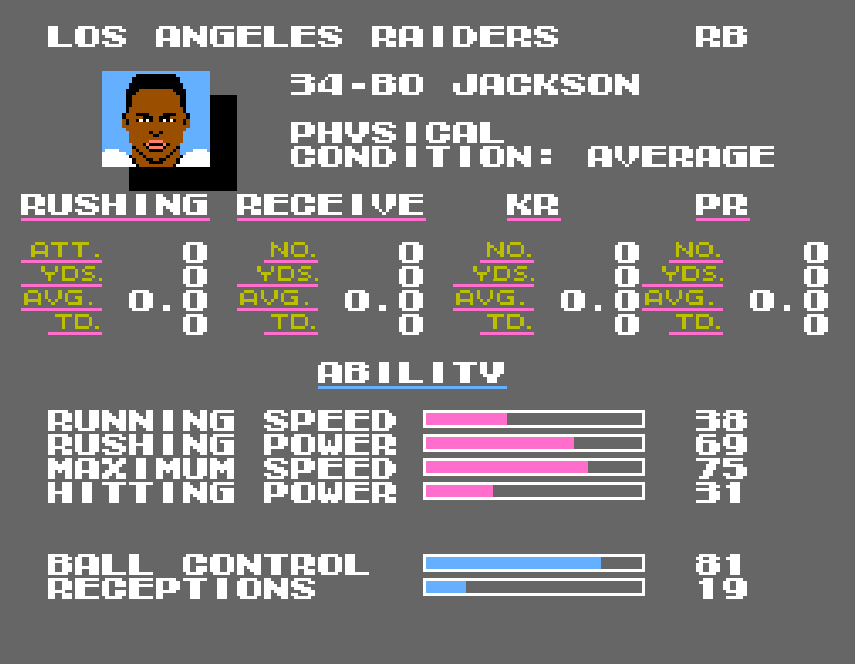 LOS ANGELES RAIDERS RB
34-BO JACKSON
PHYSICAL
CONDITION: AVERAGE
RUSHING RECEIVE KR PR
ATT. 0 NO. 0 NO. 0 NO. 0
YDS. 0 YDS. 0 YDS. 0 YDS. 0
AVG. 0.0 AVG. 0.0 AVG. 0.0 AVG. 0.0
TD. 0 TD. 0 TD. 0 TD. 0
ABILITY
RUNNING SPEED 38
RUSHING POWER 69
MAXIMUM SPEED 75
HITTING POWER 31
BALL CONTROL 81
RECEPTIONS 19